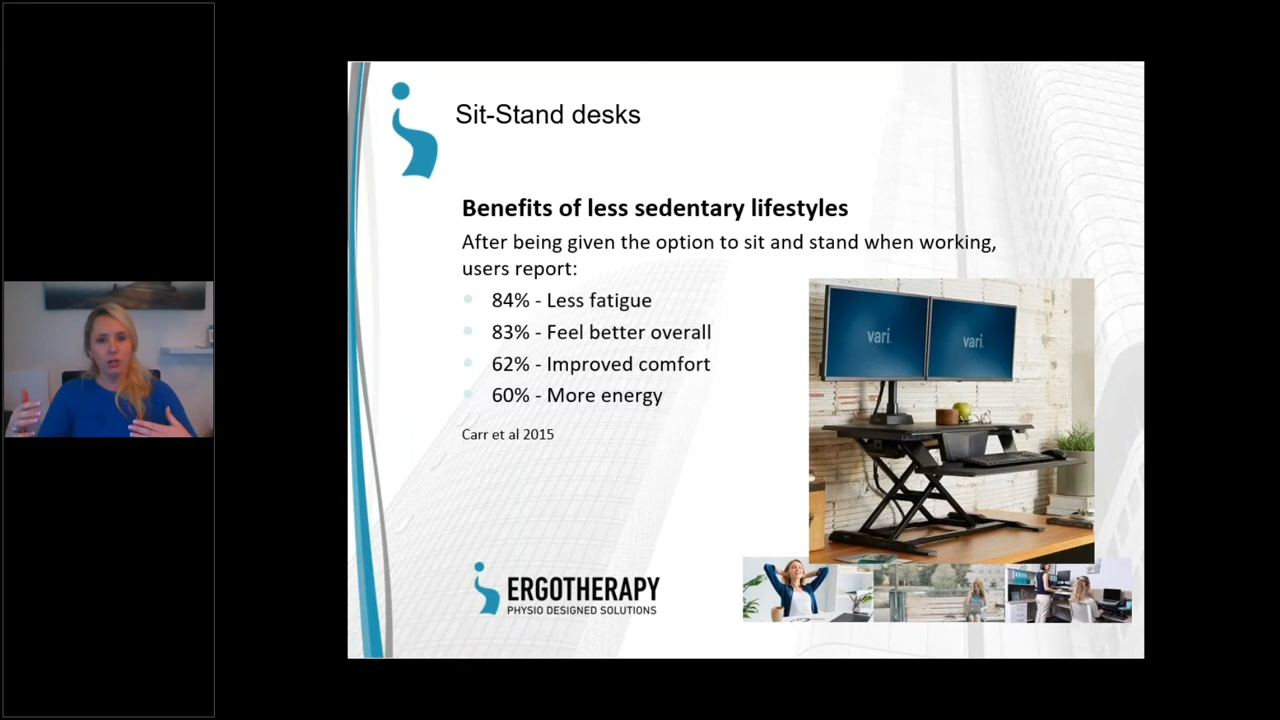 Sit-Stand desks
Benefits of less sedentary lifestyles
After being given the option to sit and stand when working,
users report:
84% - Less fatigue
83% - Feel better overall
62% - Improved comfort
60% - More energy
Carr et al 2015
vari
vari
ERGOTHERAPY
PHYSIO DESIGNED SOLUTIONS